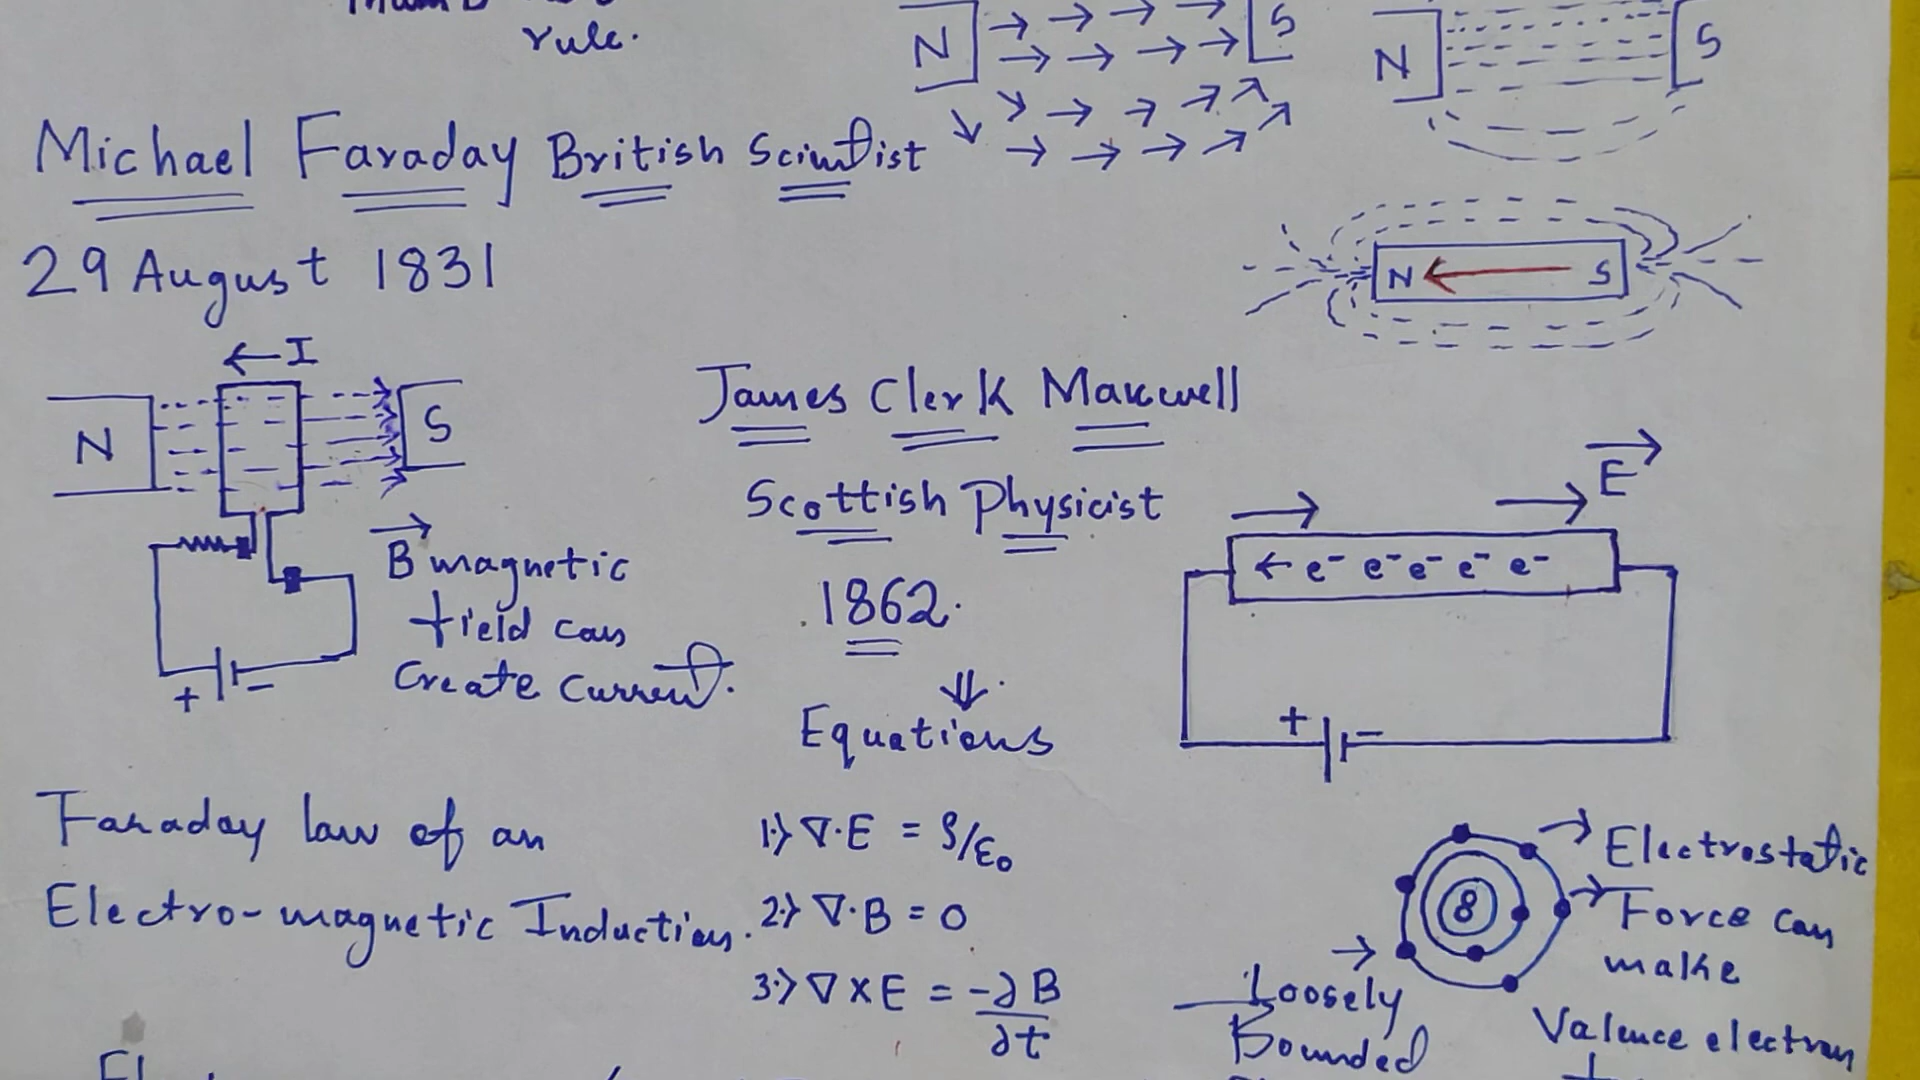 rule.
N S
N S
Michael Faraday British Scientist
29 August 1831
N S
← I
N S
B magnetic
field can
Create Current.
+ -
James Clerk Maxwell
Scottish Physicist
1862.
⇓
Equations
1·) ∇·E = ρ/ε₀
2·) ∇·B = 0
3·) ∇×E = -∂B
∂t
E
← e⁻ e⁻ e⁻ e⁻ e⁻
+ -
8
→ Electrostatic
→ Force can
make
Valence electron
→ Loosely
Bounded
Faraday law of an
Electro-magnetic Induction.